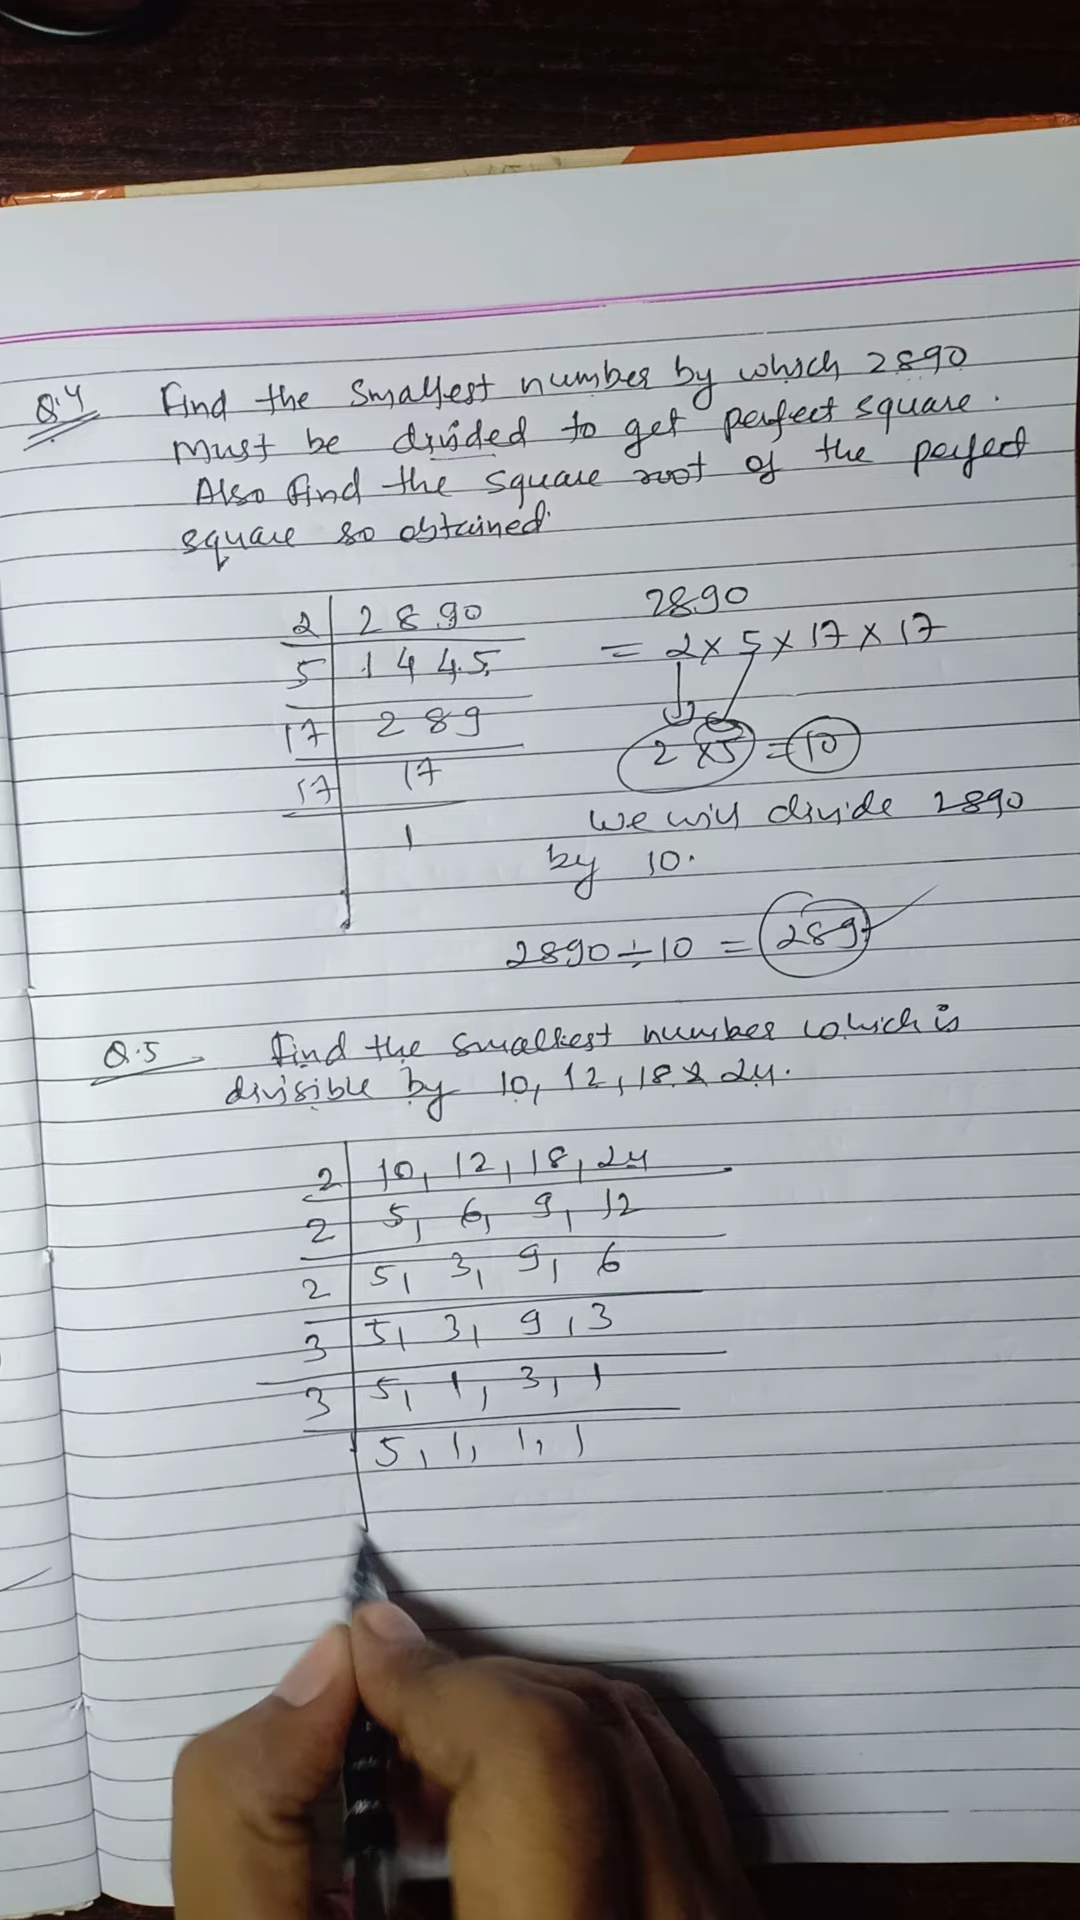 Q.4 Find the smallest number by which 2890
must be divided to get perfect square.
Also find the square root of the perfect
square so obtained.
2 | 2890
5 | 1445
17 | 289
17 | 17
1
2890
= 2 × 5 × 17 × 17
2 × 5 = 10
We will divide 2890
by 10.
2890 ÷ 10 = 289
Q.5 Find the smallest number which is
divisible by 10, 12, 18 & 24.
2 | 10, 12, 18, 24
2 | 5, 6, 9, 12
2 | 5, 3, 9, 6
3 | 5, 3, 9, 3
3 | 5, 1, 3, 1
5, 1, 1, 1